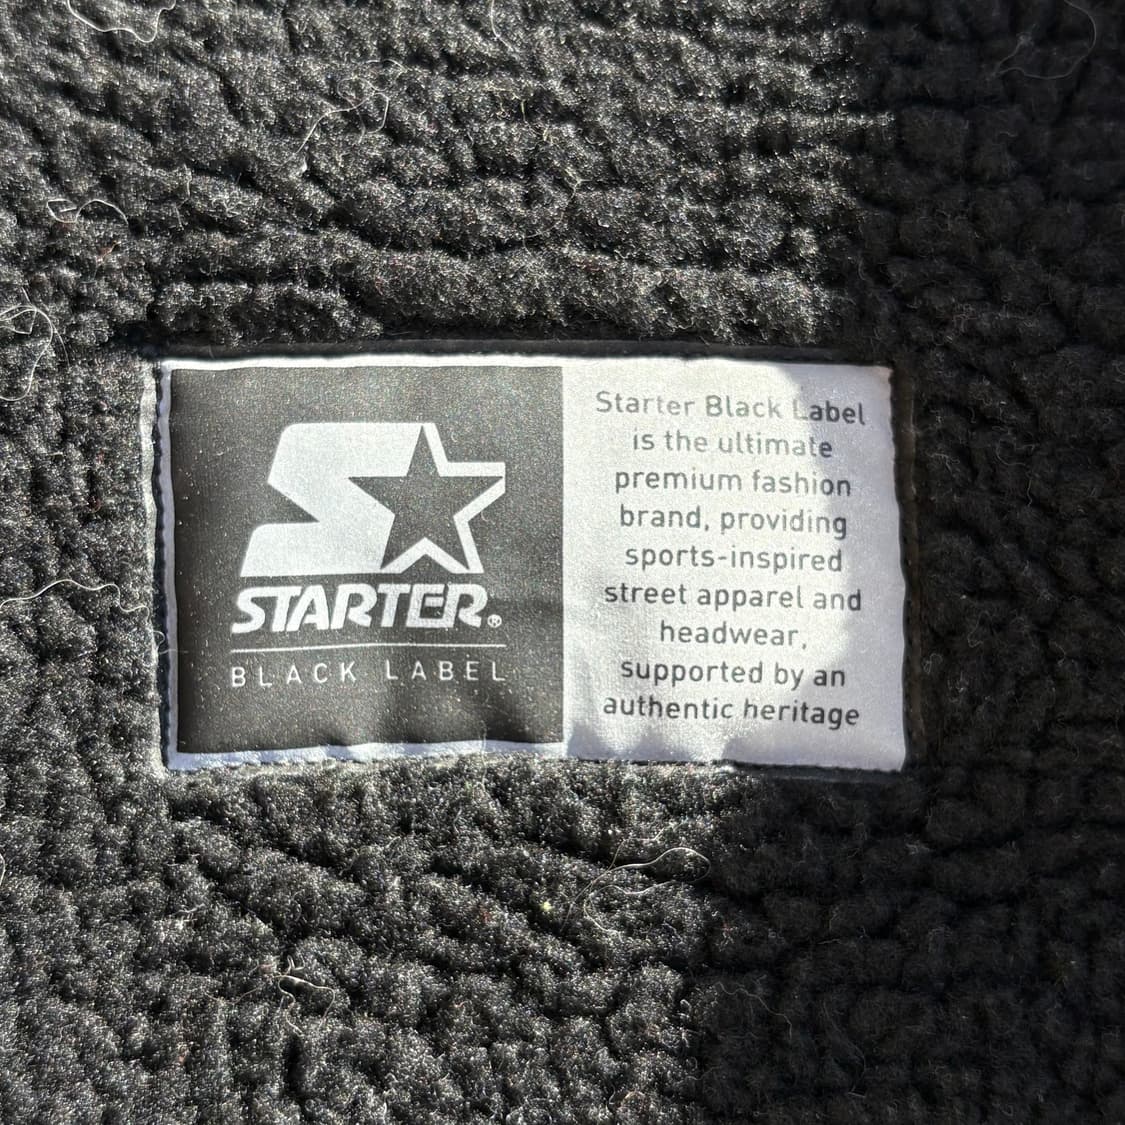 STARTER®
BLACK LABEL
Starter Black Label
is the ultimate
premium fashion
brand, providing
sports-inspired
street apparel and
headwear,
supported by an
authentic heritage